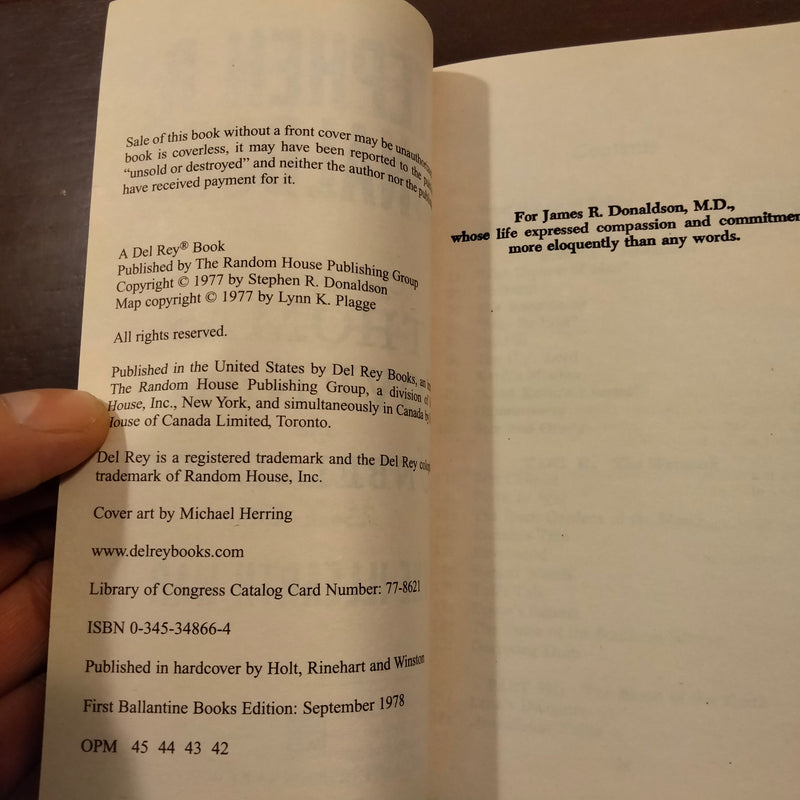 Sale of this book without a front cover may be
book is coverless, it may have been reported to the
“unsold or destroyed” and neither the author nor the
have received payment for it.
A Del Rey® Book
Published by The Random House Publishing Group
Copyright © 1977 by Stephen R. Donaldson
Map copyright © 1977 by Lynn K. Plagge
All rights reserved.
Published in the United States by Del Rey Books, an
The Random House Publishing Group, a division of
House, Inc., New York, and simultaneously in Canada by
House of Canada Limited, Toronto.
Del Rey is a registered trademark and the Del Rey
trademark of Random House, Inc.
Cover art by Michael Herring
www.delreybooks.com
Library of Congress Catalog Card Number: 77-8621
ISBN 0-345-34866-4
Published in hardcover by Holt, Rinehart and Winston
First Ballantine Books Edition: September 1978
OPM 45 44 43 42
For James R. Donaldson, M.D.,
whose life expressed compassion and
more eloquently than any words.